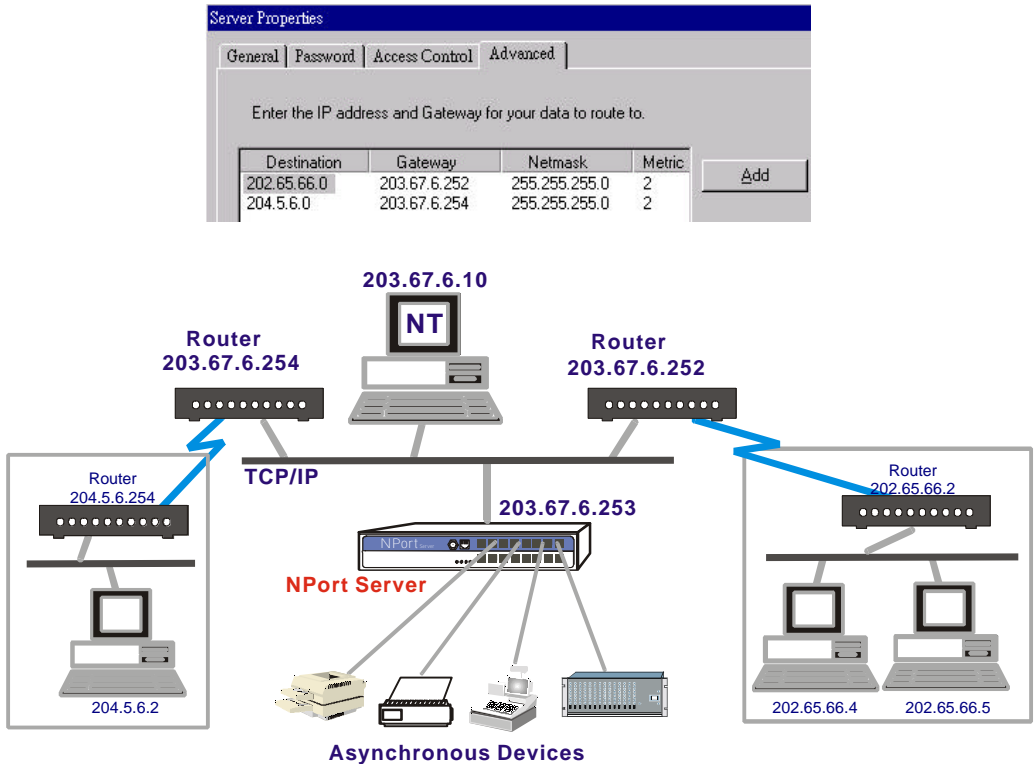 Server Properties
General Password Access Control Advanced
Enter the IP address and Gateway for your data to route to.
Destination Gateway Netmask Metric
202.65.66.0 203.67.6.252 255.255.255.0 2
204.5.6.0 203.67.6.254 255.255.255.0 2
Add
203.67.6.10
NT
Router
203.67.6.254
Router
203.67.6.252
TCP/IP
Router
204.5.6.254
204.5.6.2
203.67.6.253
NPort Server
NPort Server
Router
202.65.66.2
202.65.66.4
202.65.66.5
Asynchronous Devices